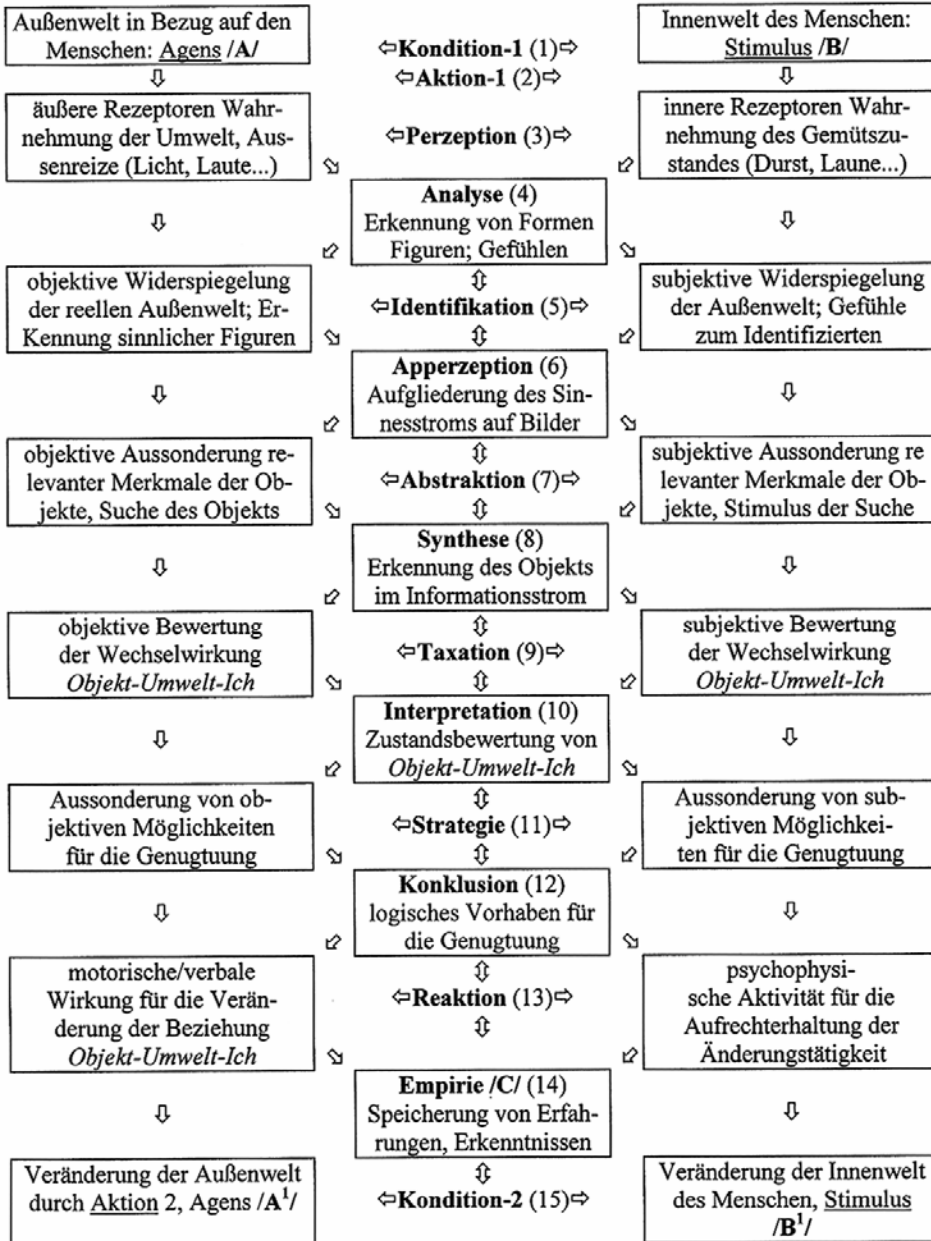 Außenwelt in Bezug auf den
Menschen: Agens /A/
⇦Kondition-1 (1)⇨
Innenwelt des Menschen:
Stimulus /B/
⇦Aktion-1 (2)⇨
äußere Rezeptoren Wahr-
nehmung der Umwelt, Aus-
senreize (Licht, Laute...)
⇦Perzeption (3)⇨
innere Rezeptoren Wahr-
nehmung des Gemütszu-
standes (Durst, Laune...)
Analyse (4)
Erkennung von Formen
Figuren; Gefühlen
objektive Widerspiegelung
der reellen Außenwelt; Er-
Kennung sinnlicher Figuren
⇦Identifikation (5)⇨
subjektive Widerspiegelung
der Außenwelt; Gefühle
zum Identifizierten
Apperzeption (6)
Aufgliederung des Sin-
nesstroms auf Bilder
objektive Aussonderung re-
levanter Merkmale der Ob-
jekte, Suche des Objekts
⇦Abstraktion (7)⇨
subjektive Aussonderung re
levanter Merkmale der Ob-
jekte, Stimulus der Suche
Synthese (8)
Erkennung des Objekts
im Informationsstrom
objektive Bewertung
der Wechselwirkung
Objekt-Umwelt-Ich
⇦Taxation (9)⇨
subjektive Bewertung
der Wechselwirkung
Objekt-Umwelt-Ich
Interpretation (10)
Zustandsbewertung von
Objekt-Umwelt-Ich
Aussonderung von ob-
jektiven Möglichkeiten
für die Genugtuung
⇦Strategie (11)⇨
Aussonderung von sub-
jektiven Möglichkei-
ten für die Genugtuung
Konklusion (12)
logisches Vorhaben für
die Genugtuung
motorische/verbale
Wirkung für die Verän-
derung der Beziehung
Objekt-Umwelt-Ich
⇦Reaktion (13)⇨
psychophysi-
sche Aktivität für die
Aufrechterhaltung der
Änderungstätigkeit
Empirie /C/ (14)
Speicherung von Erfah-
rungen, Erkenntnissen
Veränderung der Außenwelt
durch Aktion 2, Agens /A¹/
⇦Kondition-2 (15)⇨
Veränderung der Innenwelt
des Menschen, Stimulus
/B¹/